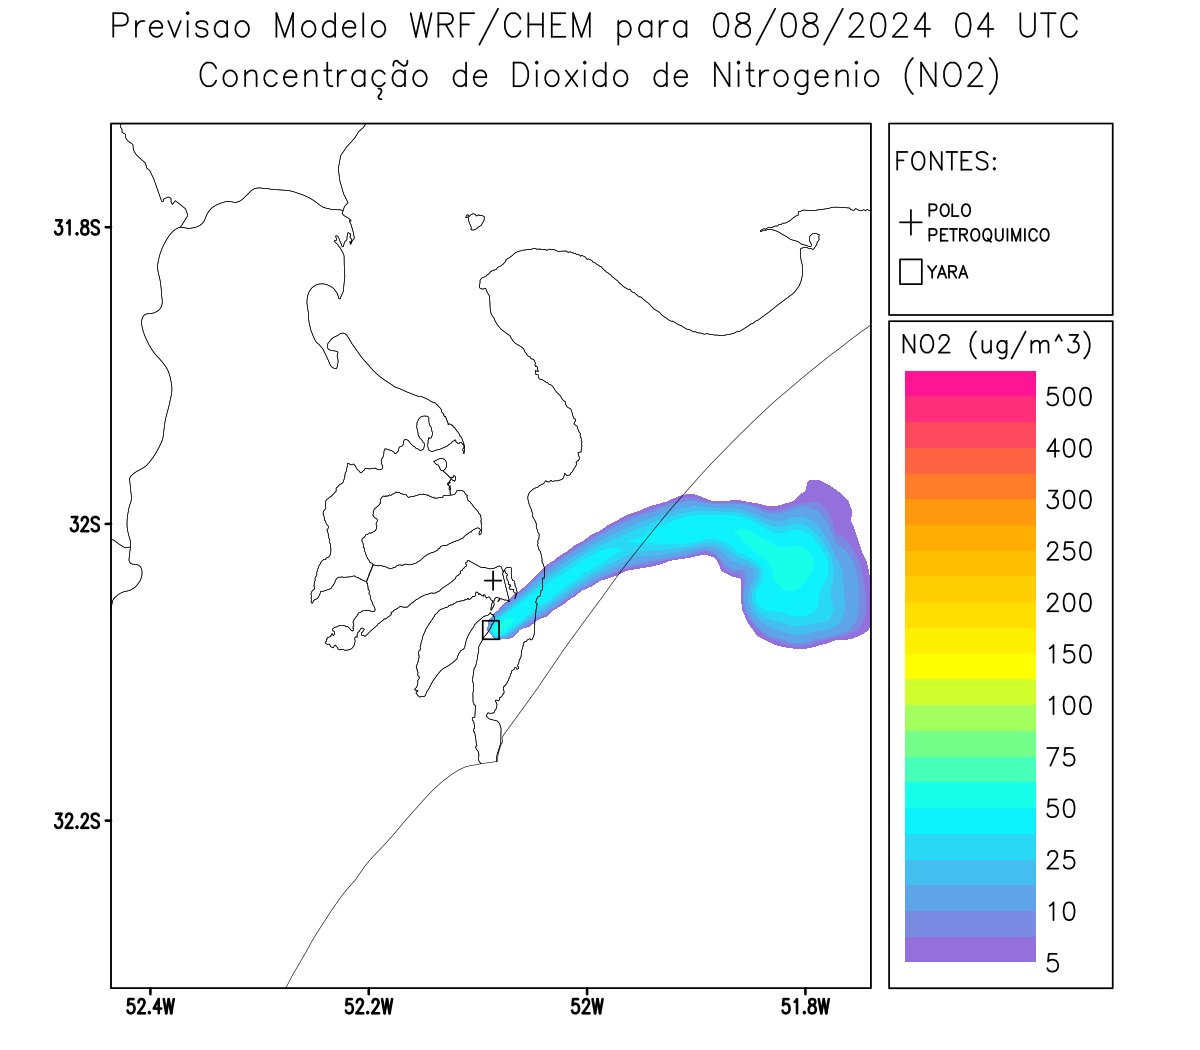 Previsao Modelo WRF/CHEM para 08/08/2024 04 UTC
Concentração de Dioxido de Nitrogenio (NO2)
FONTES:
POLO
PETROQUIMICO
YARA
NO2 (ug/m^3)
500
400
300
250
200
150
100
75
50
25
10
5
31.8S
32S
32.2S
52.4W
52.2W
52W
51.8W